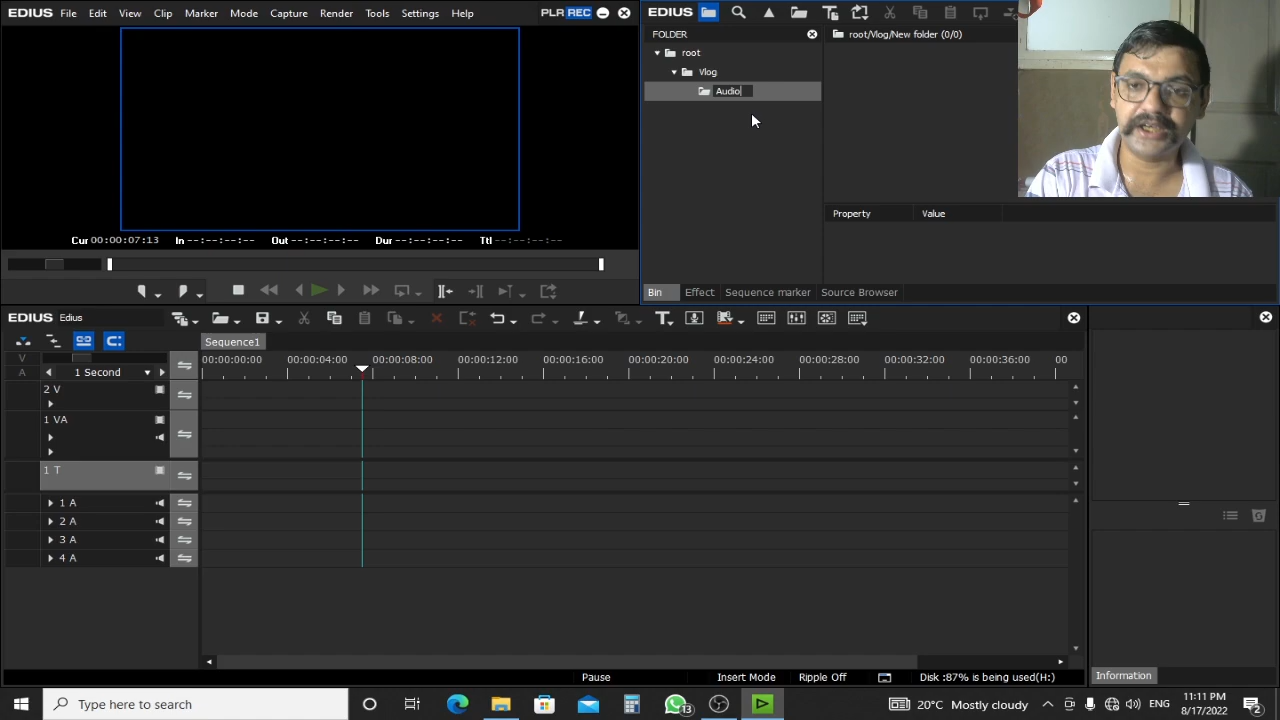 File Edit View Clip Marker Mode Capture Render Tools Settings Help
PLR REC
Cur 00:00:07:13 In --:--:--:-- Out --:--:--:-- Dur --:--:--:-- Ttl --:--:--:--
EDIUS
FOLDER
root
Vlog
Audio
root/Vlog/New folder (0/0)
Property Value
Bin Effect Sequence marker Source Browser
EDIUS Edius
Sequence1
V
A
1 Second
00:00:00:00 00:00:04:00 00:00:08:00 00:00:12:00 00:00:16:00 00:00:20:00 00:00:24:00 00:00:28:00 00:00:32:00 00:00:36:00 00
2 V
1 VA
1 T
1 A
2 A
3 A
4 A
Pause Insert Mode Ripple Off Disk :87% is being used(H:)
Information
Type here to search
13
20°C Mostly cloudy
ENG
11:11 PM
8/17/2022
2